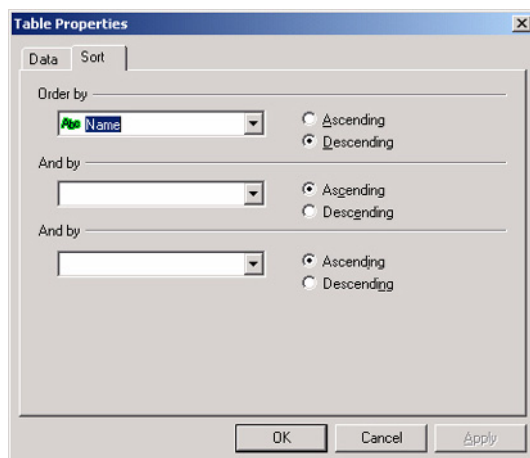 Table Properties
Data Sort
Order by
Abc Name
Ascending
Descending
And by
Ascending
Descending
And by
Ascending
Descending
OK Cancel Apply